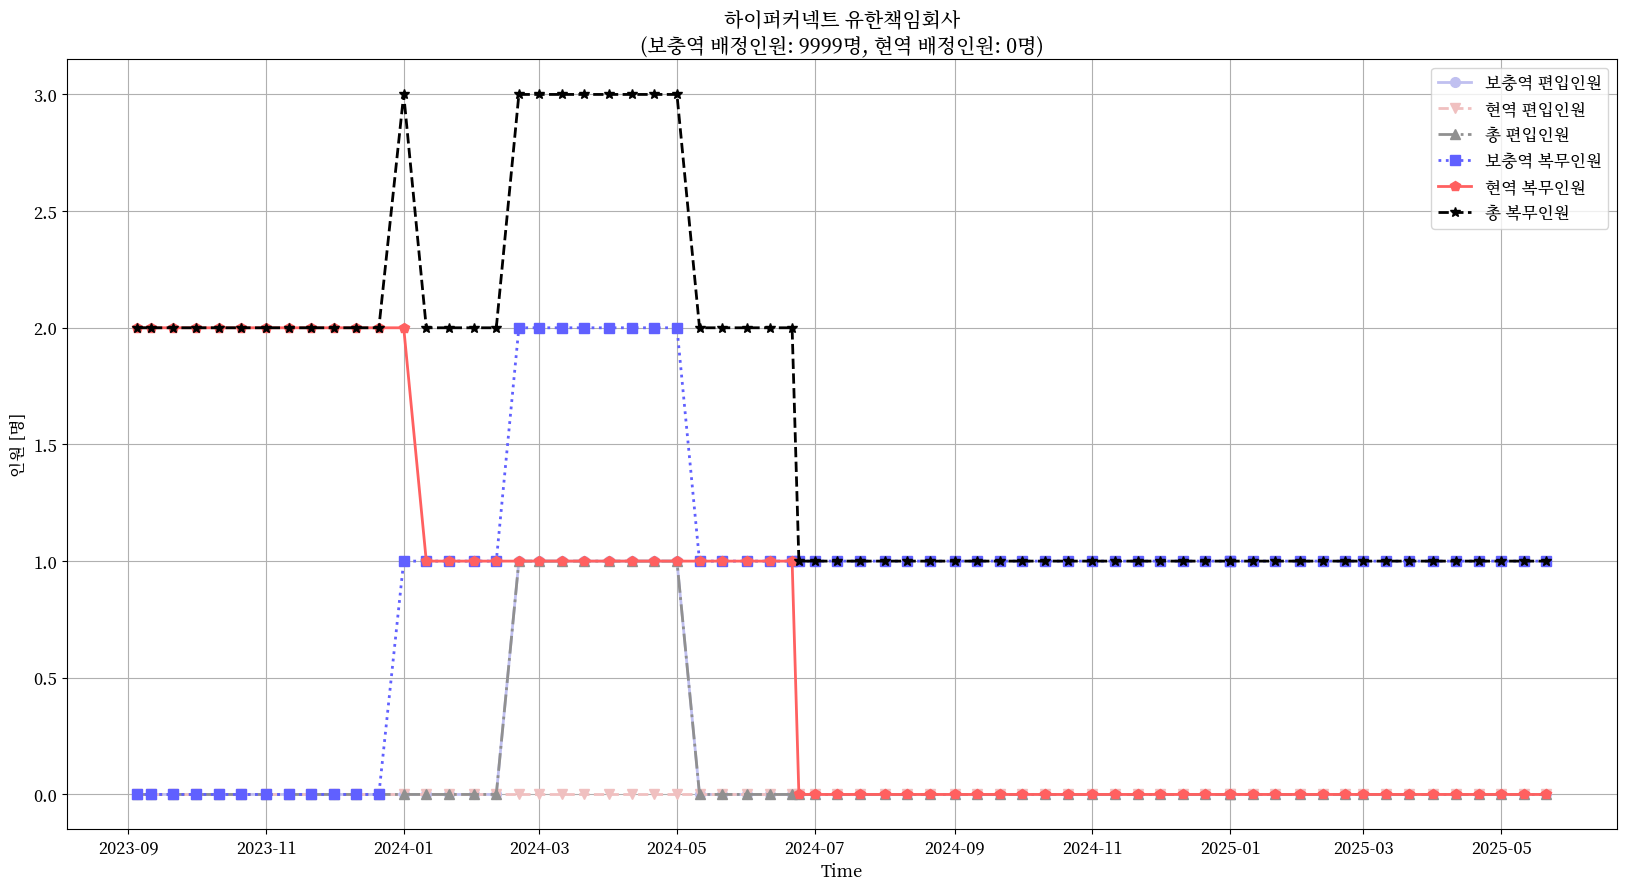 하이퍼커넥트 유한책임회사
(보충역 배정인원: 9999명, 현역 배정인원: 0명)
보충역 편입인원
현역 편입인원
총 편입인원
보충역 복무인원
현역 복무인원
총 복무인원
3.0
2.5
2.0
1.5
1.0
0.5
0.0
인원 [명]
2023-09
2023-11
2024-01
2024-03
2024-05
2024-07
2024-09
2024-11
2025-01
2025-03
2025-05
Time